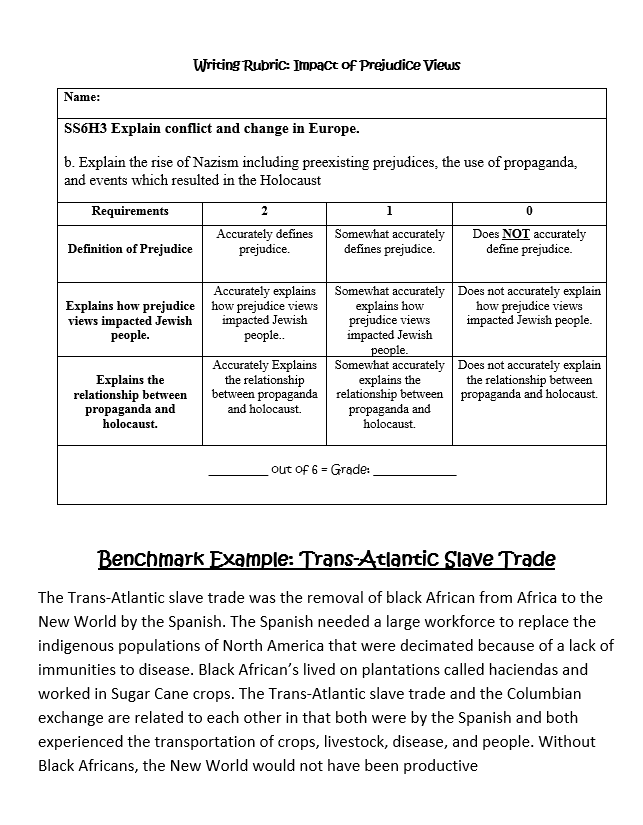 Writing Rubric: Impact of Prejudice Views
Name:
SS6H3 Explain conflict and change in Europe.
b. Explain the rise of Nazism including preexisting prejudices, the use of propaganda,
and events which resulted in the Holocaust
Requirements
2
1
0
Definition of Prejudice
Accurately defines
prejudice.
Somewhat accurately
defines prejudice.
Does NOT accurately
define prejudice.
Explains how prejudice
views impacted Jewish
people.
Accurately explains
how prejudice views
impacted Jewish
people..
Somewhat accurately
explains how
prejudice views
impacted Jewish
people.
Does not accurately explain
how prejudice views
impacted Jewish people.
Explains the
relationship between
propaganda and
holocaust.
Accurately Explains
the relationship
between propaganda
and holocaust.
Somewhat accurately
explains the
relationship between
propaganda and
holocaust.
Does not accurately explain
the relationship between
propaganda and holocaust.
__________ out of 6 = Grade: ______________
Benchmark Example: Trans-Atlantic Slave Trade
The Trans-Atlantic slave trade was the removal of black African from Africa to the
New World by the Spanish. The Spanish needed a large workforce to replace the
indigenous populations of North America that were decimated because of a lack of
immunities to disease. Black African's lived on plantations called haciendas and
worked in Sugar Cane crops. The Trans-Atlantic slave trade and the Columbian
exchange are related to each other in that both were by the Spanish and both
experienced the transportation of crops, livestock, disease, and people. Without
Black Africans, the New World would not have been productive